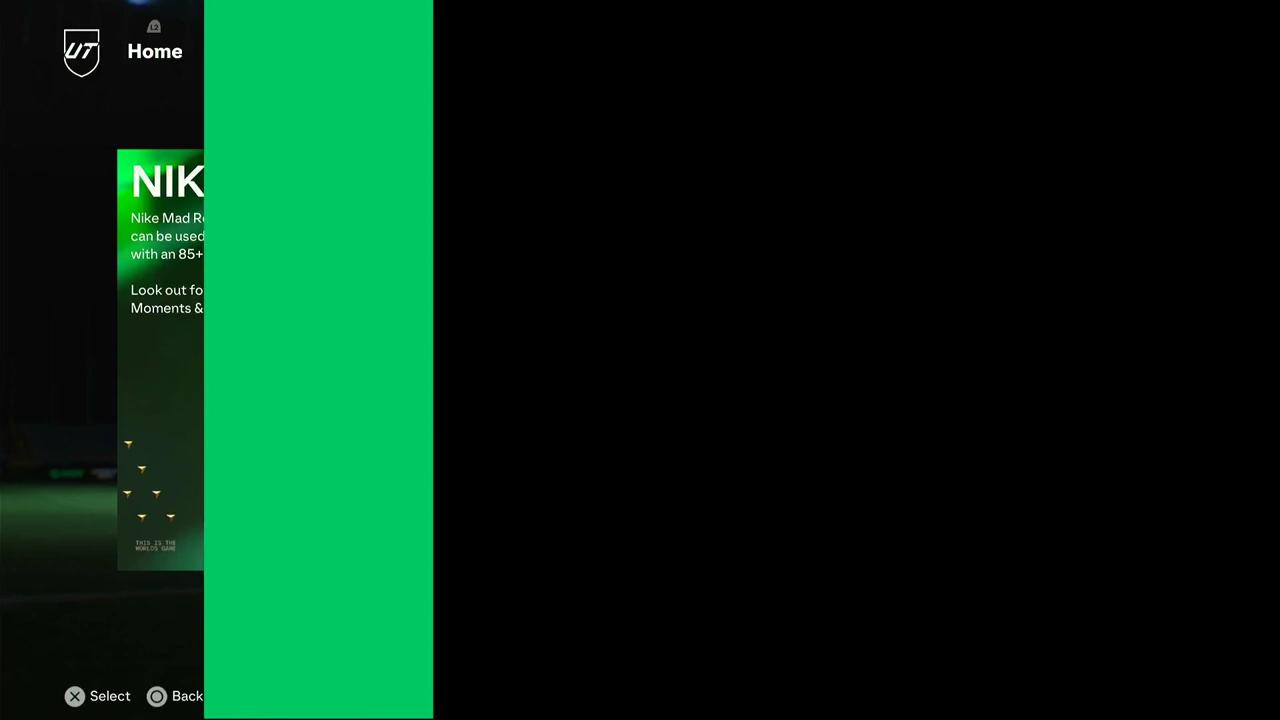 L2
UT
Home
NIK
Nike Mad R
can be used
with an 85+
Look out fo
Moments &
THIS IS THE
WORLDS GAME
Select
Back